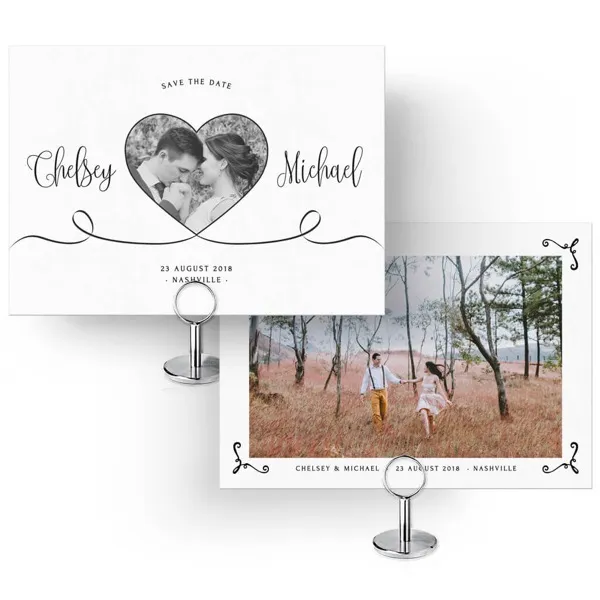 SAVE THE DATE
Chelsey Michael
23 AUGUST 2018
· NASHVILLE ·
CHELSEY & MICHAEL 23 AUGUST 2018 · NASHVILLE